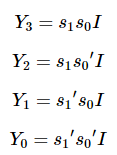 Y₃ = s₁s₀I
Y₂ = s₁s₀′I
Y₁ = s₁′s₀I
Y₀ = s₁′s₀′I